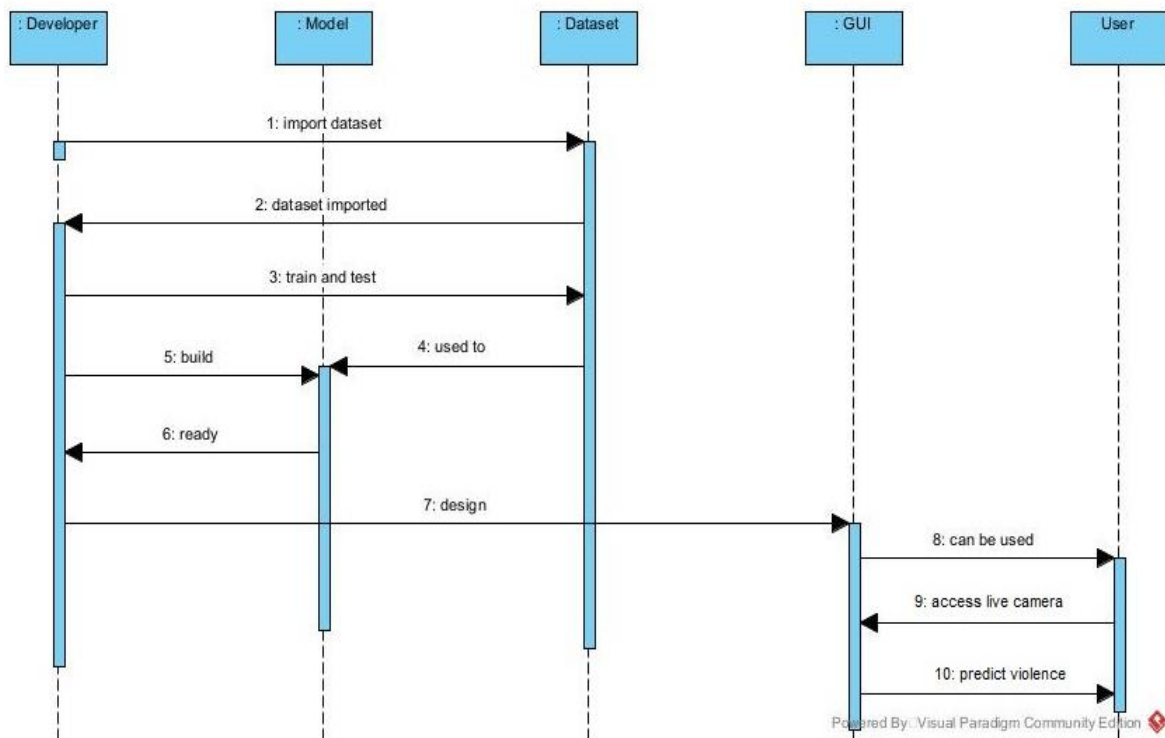 : Developer
: Model
: Dataset
: GUI
User
1: import dataset
2: dataset imported
3: train and test
4: used to
5: build
6: ready
7: design
8: can be used
9: access live camera
10: predict violence
Powered By Visual Paradigm Community Edition